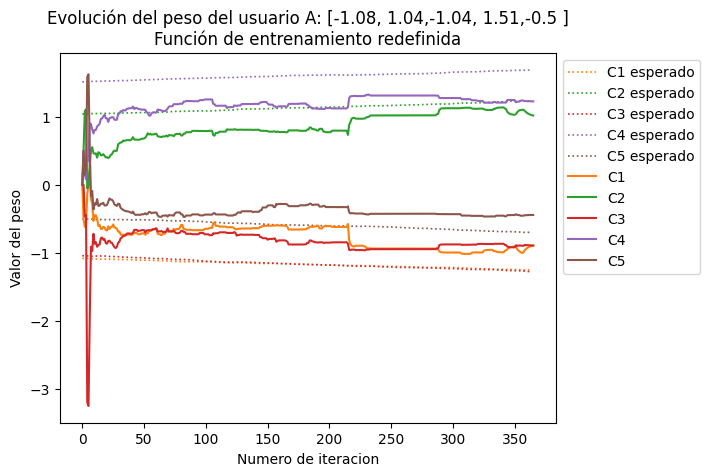 Evolución del peso del usuario A: [-1.08, 1.04,-1.04, 1.51,-0.5 ]
Función de entrenamiento redefinida
Valor del peso
1
0
−1
−2
−3
0
50
100
150
200
250
300
350
Numero de iteracion
C1 esperado
C2 esperado
C3 esperado
C4 esperado
C5 esperado
C1
C2
C3
C4
C5